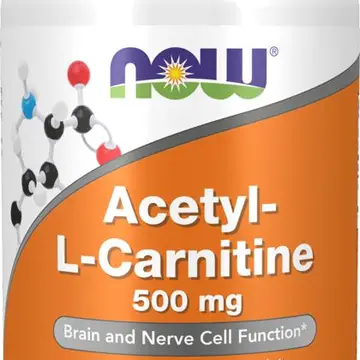 now
Acetyl-
L-Carnitine
500 mg
Brain and Nerve Cell Function*